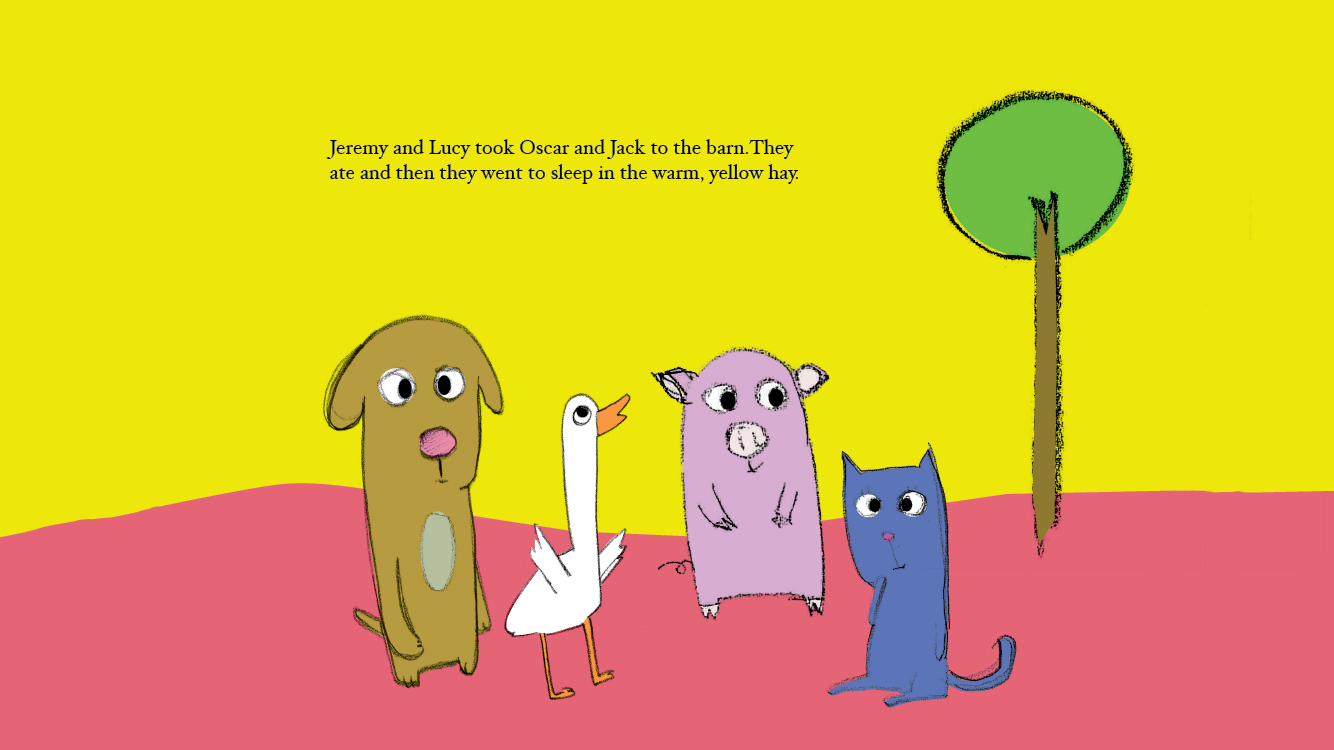 Jeremy and Lucy took Oscar and Jack to the barn.They
ate and then they went to sleep in the warm, yellow hay.